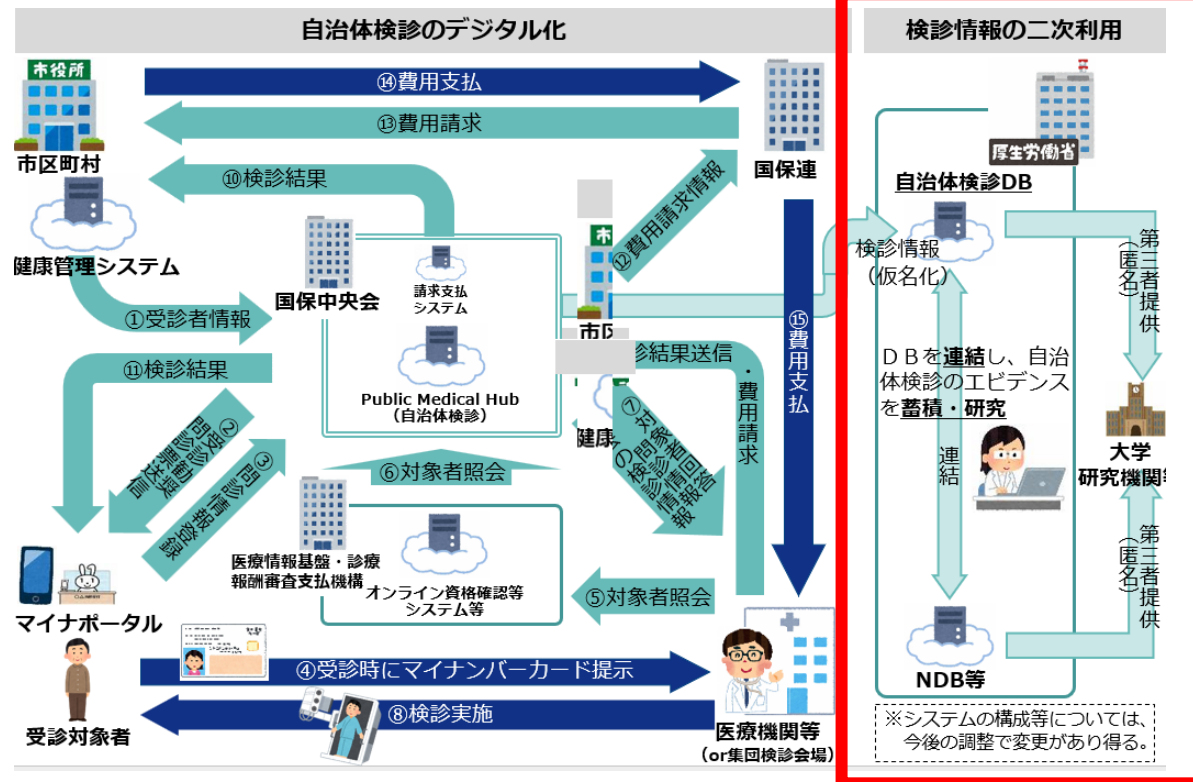 自治体検診のデジタル化
検診情報の二次利用
市役所
市区町村
健康管理システム
⑭費用支払
⑬費用請求
国保連
⑩検診結果
⑫費用請求情報
国保中央会
請求支払
システム
Public Medical Hub
（自治体検診）
①受診者情報
⑪検診結果
②受診勧奨
問診票送信
③問診情報登録
市
市区
健康
診結果送信
・費用請求
⑦対象者回答
・問診情報
の検診情報
⑮費用支払
⑥対象者照会
医療情報基盤・診療
報酬審査支払機構
オンライン資格確認等
システム等
⑤対象者照会
マイナポータル
受診対象者
④受診時にマイナンバーカード提示
⑧検診実施
医療機関等
（or集団検診会場）
厚生労働省
自治体検診DB
検診情報
（仮名化）
第三者提供
（匿名）
ＤＢを連結し、自治
体検診のエビデンス
を蓄積・研究
連結
大学
研究機関等
第三者提供
（匿名）
NDB等
※システムの構成等については、
今後の調整で変更があり得る。